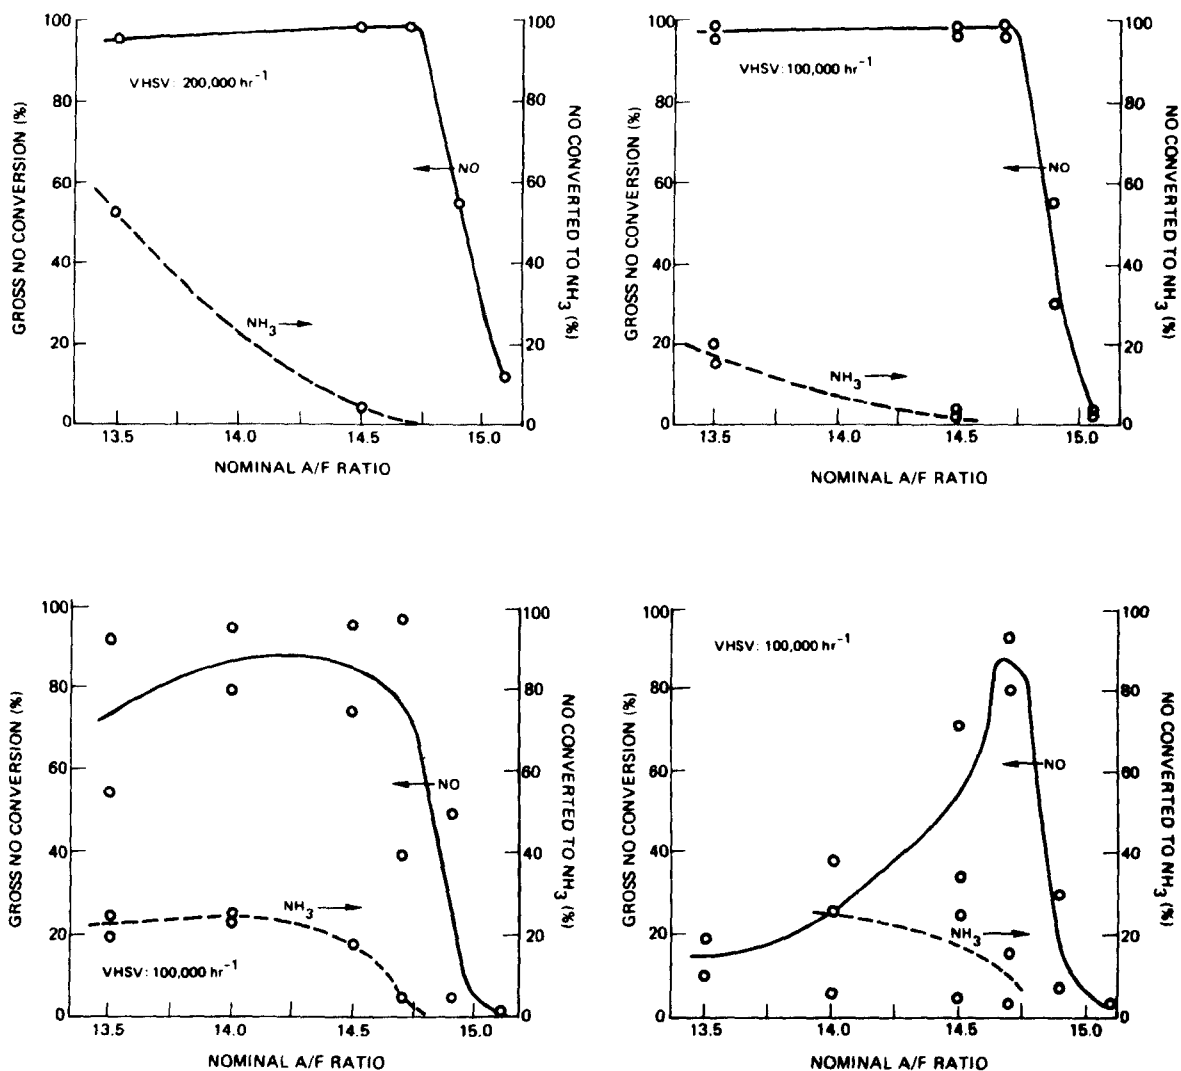 GROSS NO CONVERSION (%)
100
80
60
40
20
0
VHSV: 200,000 hr⁻¹
NO
NH₃
100
80
60
40
20
0
NO CONVERTED TO NH₃ (%)
13.5 14.0 14.5 15.0
NOMINAL A/F RATIO
GROSS NO CONVERSION (%)
100
80
60
40
20
0
VHSV: 100,000 hr⁻¹
NO
NH₃
100
80
60
40
20
0
NO CONVERTED TO NH₃ (%)
13.5 14.0 14.5 15.0
NOMINAL A/F RATIO
GROSS NO CONVERSION (%)
100
80
60
40
20
0
NO
NH₃
VHSV: 100,000 hr⁻¹
100
80
60
40
20
0
NO CONVERTED TO NH₃ (%)
13.5 14.0 14.5 15.0
NOMINAL A/F RATIO
GROSS NO CONVERSION (%)
100
80
60
40
20
0
VHSV: 100,000 hr⁻¹
NO
NH₃
100
80
60
40
20
0
NO CONVERTED TO NH₃ (%)
13.5 14.0 14.5 15.0
NOMINAL A/F RATIO